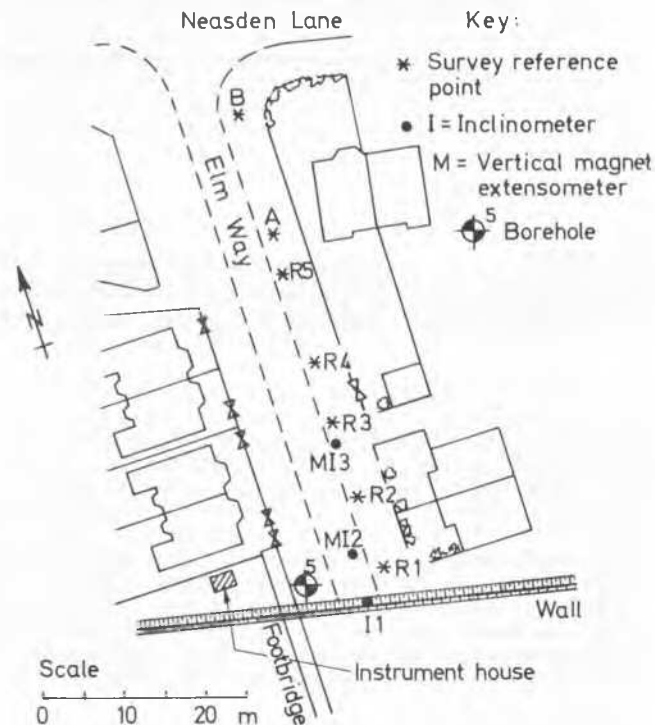 Neasden Lane
Key:
* Survey reference
point
• I = Inclinometer
M = Vertical magnet
extensometer
5 Borehole
B
Elm Way
A
R5
N
R4
R3
MI3
R2
MI2
R1
5
I1
Wall
Footbridge
Instrument house
Scale
0 10 20
m